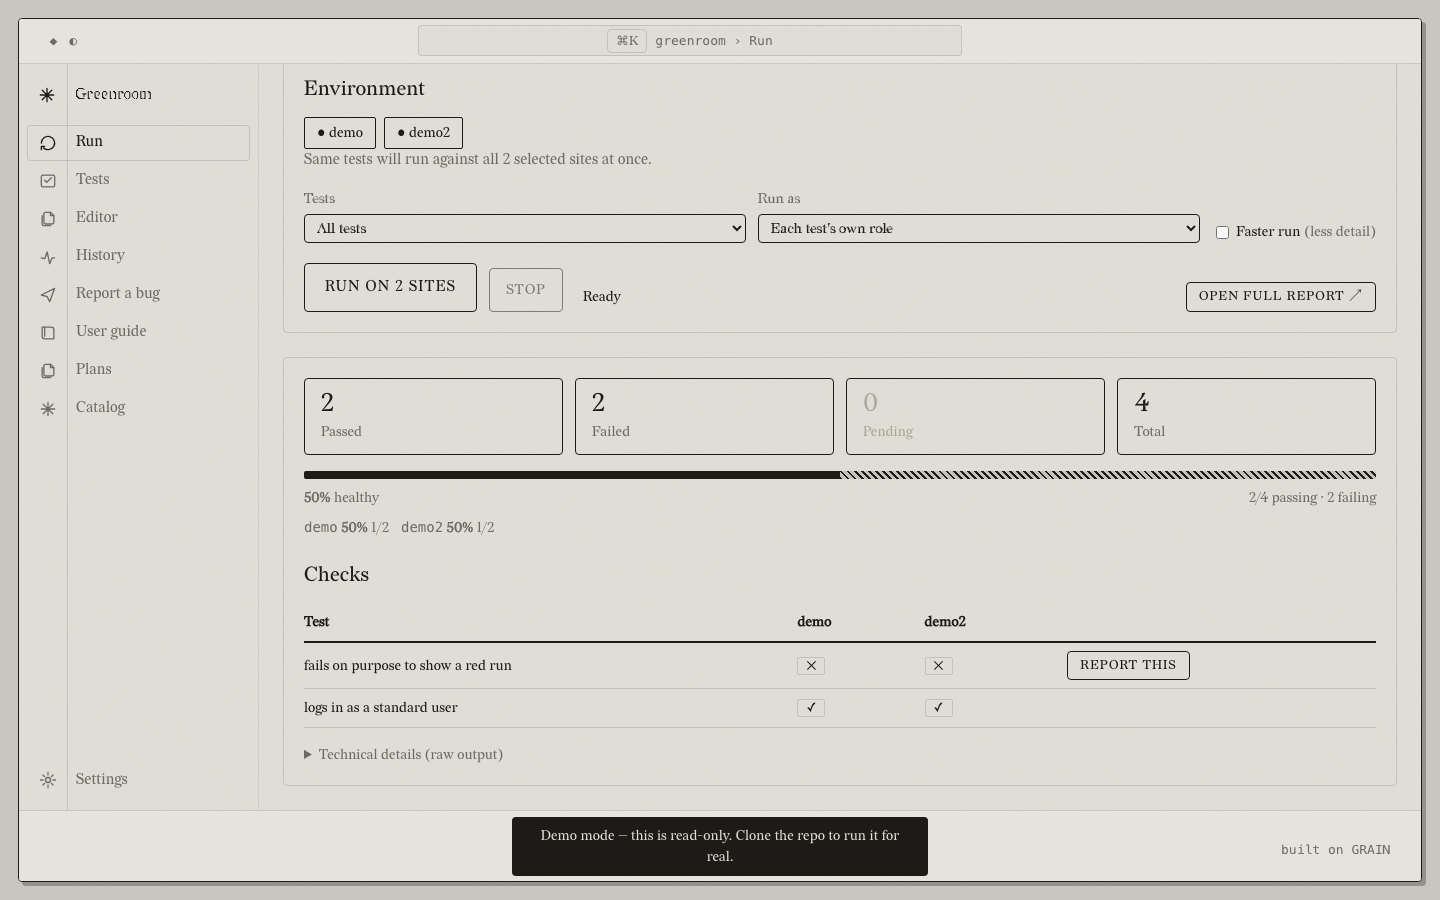 ⌘K greenroom › Run
Greenroom
Run
Tests
Editor
History
Report a bug
User guide
Plans
Catalog
Settings
Environment
● demo ● demo2
Same tests will run against all 2 selected sites at once.
Tests Run as
All tests Each test's own role Faster run (less detail)
RUN ON 2 SITES STOP Ready OPEN FULL REPORT ↗
2 2 0 4
Passed Failed Pending Total
50% healthy 2/4 passing · 2 failing
demo 50% 1/2 demo2 50% 1/2
Checks
Test demo demo2
fails on purpose to show a red run ✕ ✕ REPORT THIS
logs in as a standard user ✓ ✓
▶ Technical details (raw output)
Demo mode — this is read-only. Clone the repo to run it for
real.
built on GRAIN